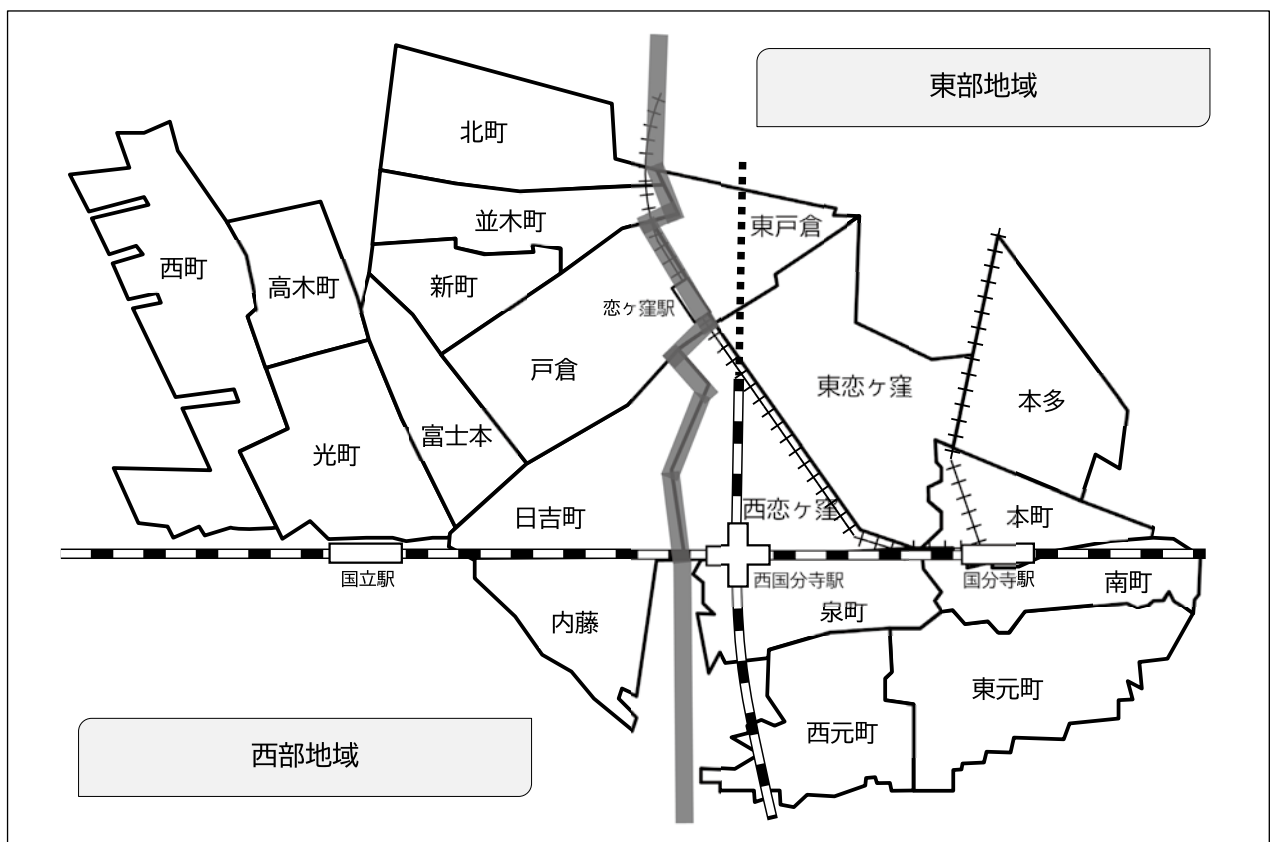 東部地域
北町
並木町
東戸倉
西町
高木町
新町
恋ヶ窪駅
戸倉
東恋ヶ窪
本多
富士本
光町
日吉町
西恋ヶ窪
本町
国立駅
西国分寺駅
国分寺駅
南町
内藤
泉町
東元町
西元町
西部地域